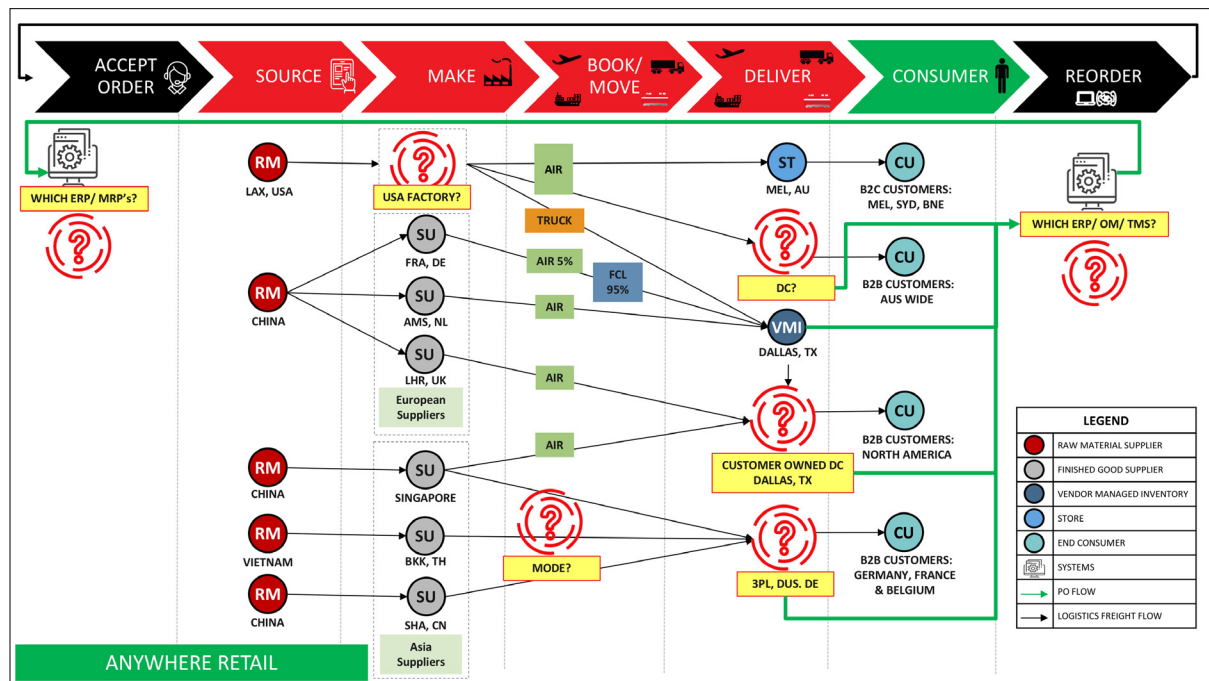 ACCEPT
ORDER
SOURCE
MAKE
BOOK/
MOVE
DELIVER
CONSUMER
REORDER
WHICH ERP/ MRP's?
RM
LAX, USA
USA FACTORY?
AIR
TRUCK
ST
MEL, AU
CU
B2C CUSTOMERS:
MEL, SYD, BNE
WHICH ERP/ OM/ TMS?
RM
CHINA
SU
FRA, DE
AIR 5%
FCL
95%
DC?
CU
B2B CUSTOMERS:
AUS WIDE
SU
AMS, NL
AIR
VMI
DALLAS, TX
SU
LHR, UK
European
Suppliers
AIR
CU
B2B CUSTOMERS:
NORTH AMERICA
CUSTOMER OWNED DC
DALLAS, TX
RM
CHINA
SU
SINGAPORE
AIR
RM
VIETNAM
SU
BKK, TH
MODE?
3PL, DUS. DE
CU
B2B CUSTOMERS:
GERMANY, FRANCE
& BELGIUM
RM
CHINA
SU
SHA, CN
Asia
Suppliers
LEGEND
RAW MATERIAL SUPPLIER
FINISHED GOOD SUPPLIER
VENDOR MANAGED INVENTORY
STORE
END CONSUMER
SYSTEMS
PO FLOW
LOGISTICS FREIGHT FLOW
ANYWHERE RETAIL